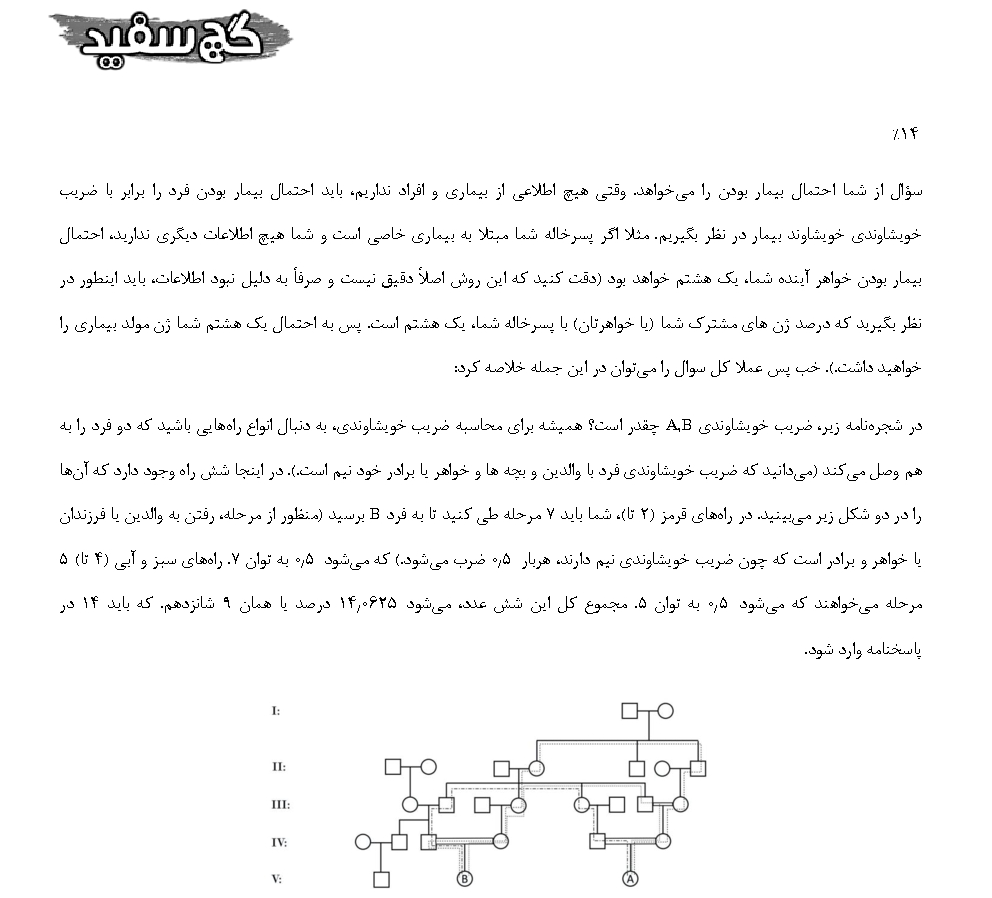 گچ سفید
٪۱۴
سؤال از شما احتمال بیمار بودن را می‌خواهد. وقتی هیچ اطلاعی از بیماری و افراد نداریم، باید احتمال بیمار بودن فرد را برابر با ضریب
خویشاوندی خویشاوند بیمار در نظر بگیریم. مثلا اگر پسرخاله شما مبتلا به بیماری خاصی است و شما هیچ اطلاعات دیگری ندارید، احتمال
بیمار بودن خواهر آینده شما، یک هشتم خواهد بود (دقت کنید که این روش اصلاً دقیق نیست و صرفاً به دلیل نبود اطلاعات، باید اینطور در
نظر بگیرید که درصد ژن های مشترک شما (یا خواهرتان) با پسرخاله شما، یک هشتم است. پس به احتمال یک هشتم شما ژن مولد بیماری را
خواهید داشت.). خب پس عملا کل سوال را می‌توان در این جمله خلاصه کرد:
در شجره‌نامه زیر، ضریب خویشاوندی A,B چقدر است؟ همیشه برای محاسبه ضریب خویشاوندی، به دنبال انواع راه‌هایی باشید که دو فرد را به
هم وصل می‌کند (می‌دانید که ضریب خویشاوندی فرد با والدین و بچه ها و خواهر یا برادر خود نیم است.). در اینجا شش راه وجود دارد که آن‌ها
را در دو شکل زیر می‌بینید. در راه‌های قرمز (۲ تا)، شما باید ۷ مرحله طی کنید تا به فرد B برسید (منظور از مرحله، رفتن به والدین یا فرزندان
یا خواهر و برادر است که چون ضریب خویشاوندی نیم دارند، هربار ۰٫۵ ضرب می‌شود.) که می‌شود ۰٫۵ به توان ۷. راه‌های سبز و آبی (۴ تا) ۵
مرحله می‌خواهند که می‌شود ۰٫۵ به توان ۵. مجموع کل این شش عدد، می‌شود ۱۴٫۰۶۲۵ درصد یا همان ۹ شانزدهم. که باید ۱۴ در
پاسخنامه وارد شود.
I:
II:
III:
IV:
V:
B
A